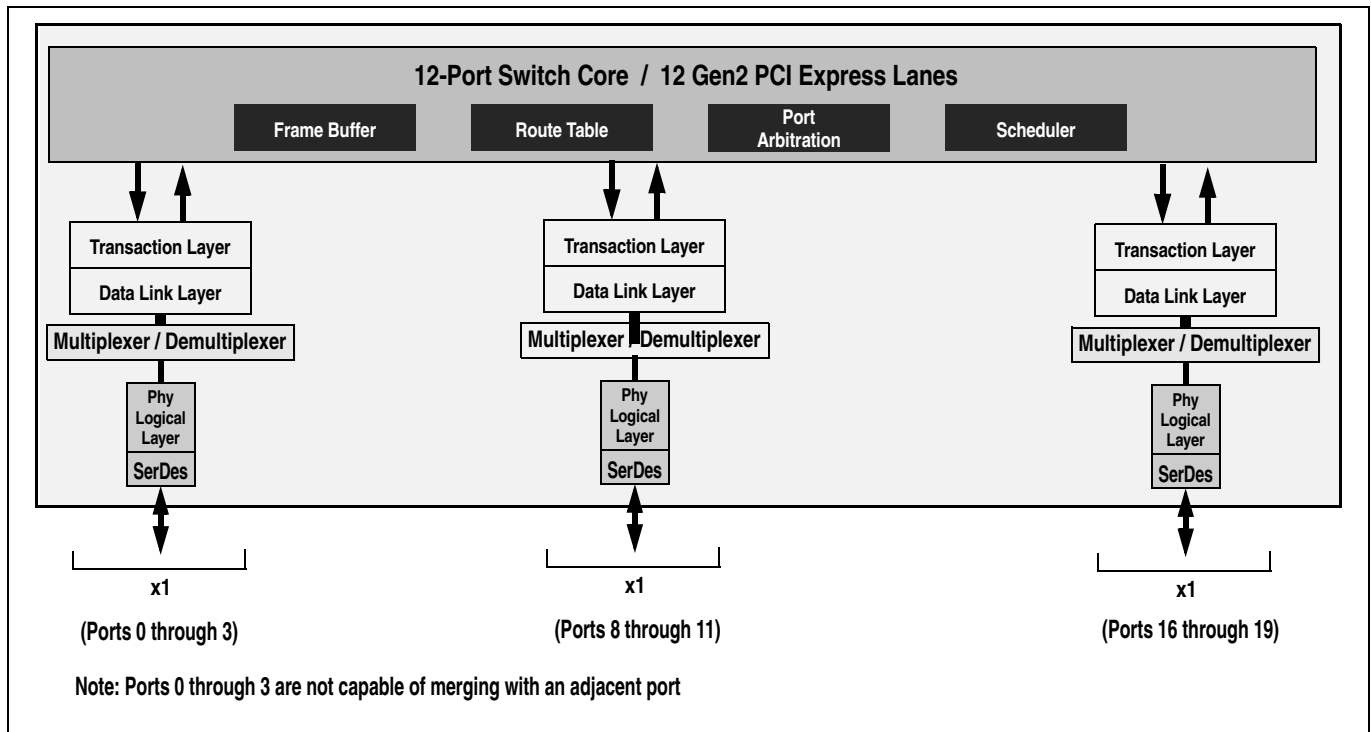 12-Port Switch Core / 12 Gen2 PCI Express Lanes
Frame Buffer
Route Table
Port
Arbitration
Scheduler
Transaction Layer
Data Link Layer
Multiplexer / Demultiplexer
Phy
Logical
Layer
SerDes
x1
(Ports 0 through 3)
Transaction Layer
Data Link Layer
Multiplexer / Demultiplexer
Phy
Logical
Layer
SerDes
x1
(Ports 8 through 11)
Transaction Layer
Data Link Layer
Multiplexer / Demultiplexer
Phy
Logical
Layer
SerDes
x1
(Ports 16 through 19)
Note: Ports 0 through 3 are not capable of merging with an adjacent port